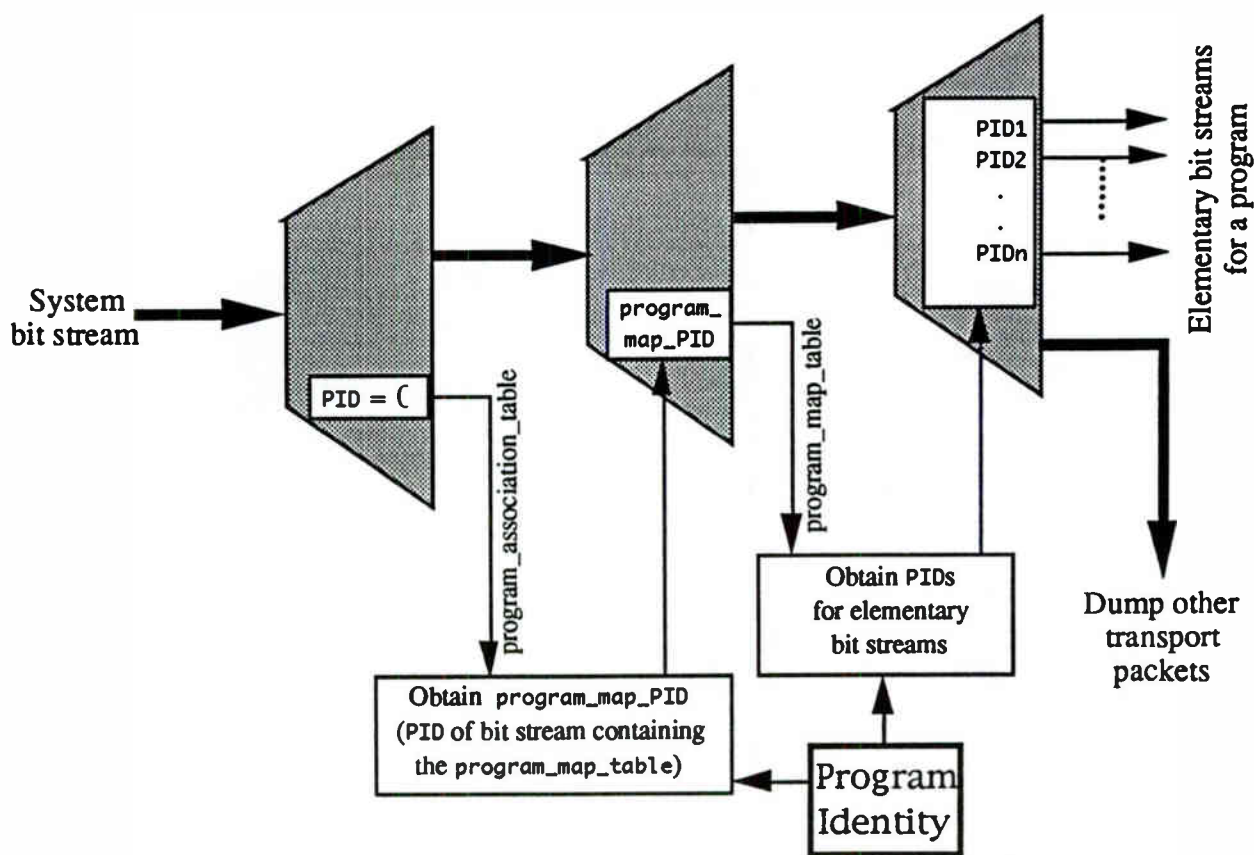 System
bit stream
PID = (
program_association_table
program_
map_PID
program_map_table
PID1
PID2
.
.
PIDn
Elementary bit streams
for a program
Obtain PIDs
for elementary
bit streams
Dump other
transport
packets
Obtain program_map_PID
(PID of bit stream containing
the program_map_table)
Program
Identity